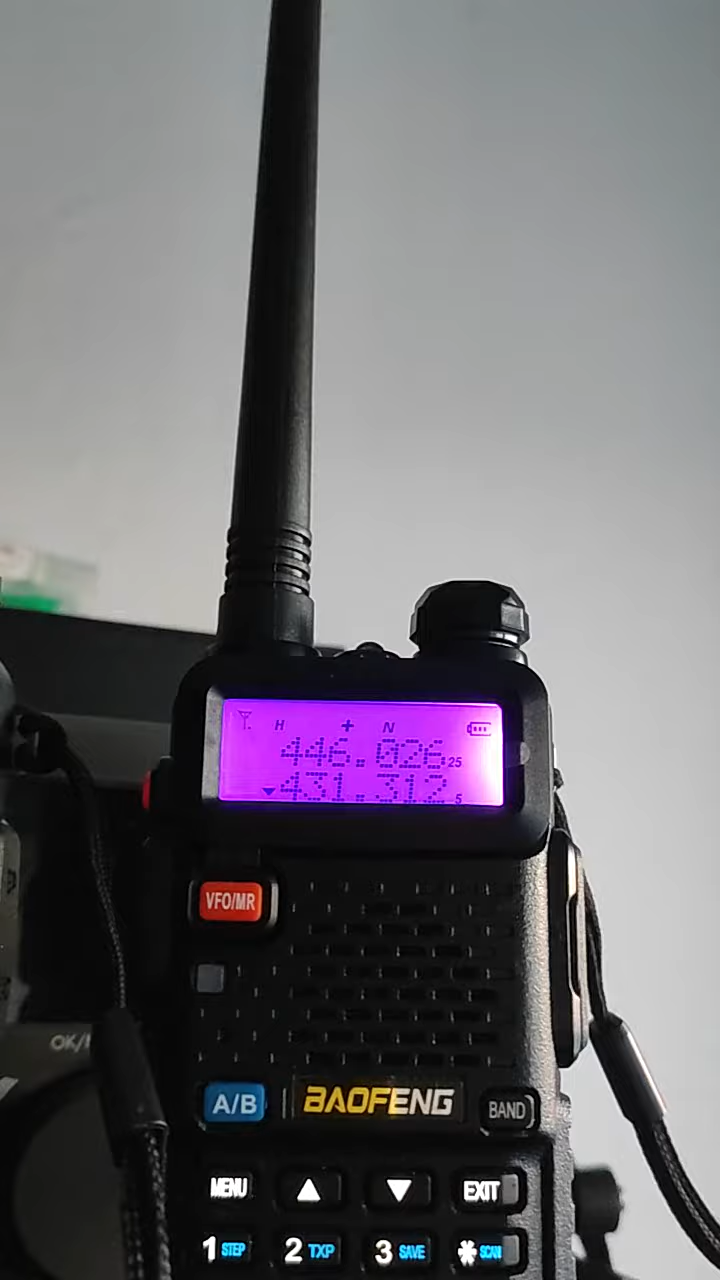 H + N
446.026.25
431.312.5
VFO/MR
OK/
A/B BAOFENG BAND
MENU ▲ ▼ EXIT
1 STEP 2 TXP 3 SAVE * SCAN